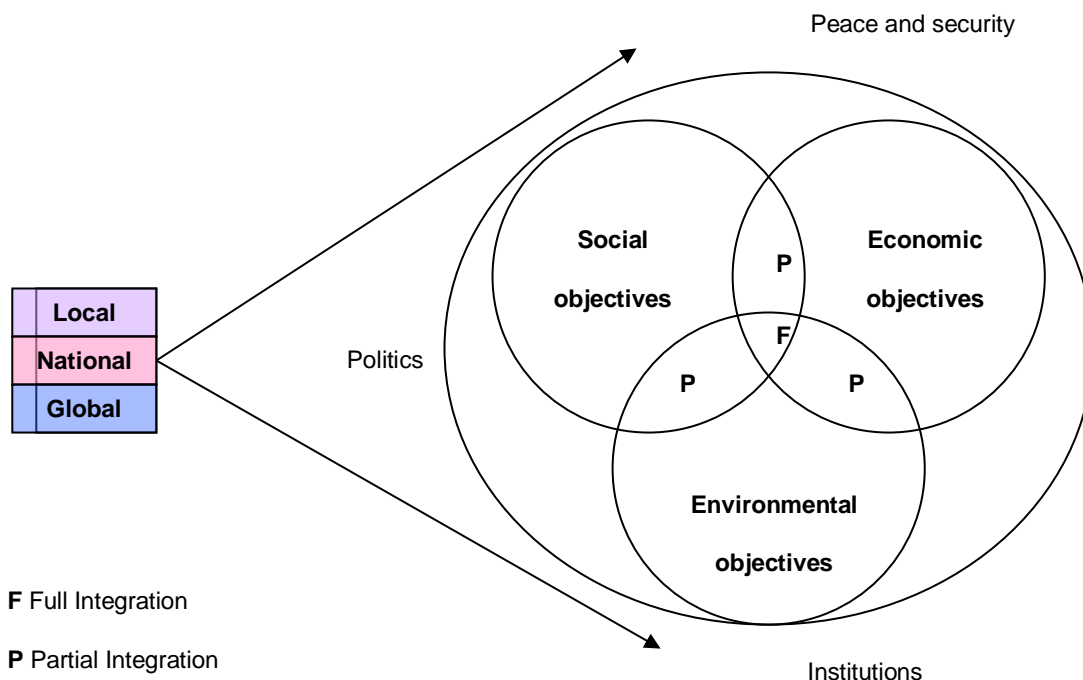 Peace and security
Social
objectives
Economic
objectives
P
Local
National
Global
F
Politics
P
P
Environmental
objectives
F Full Integration
P Partial Integration
Institutions